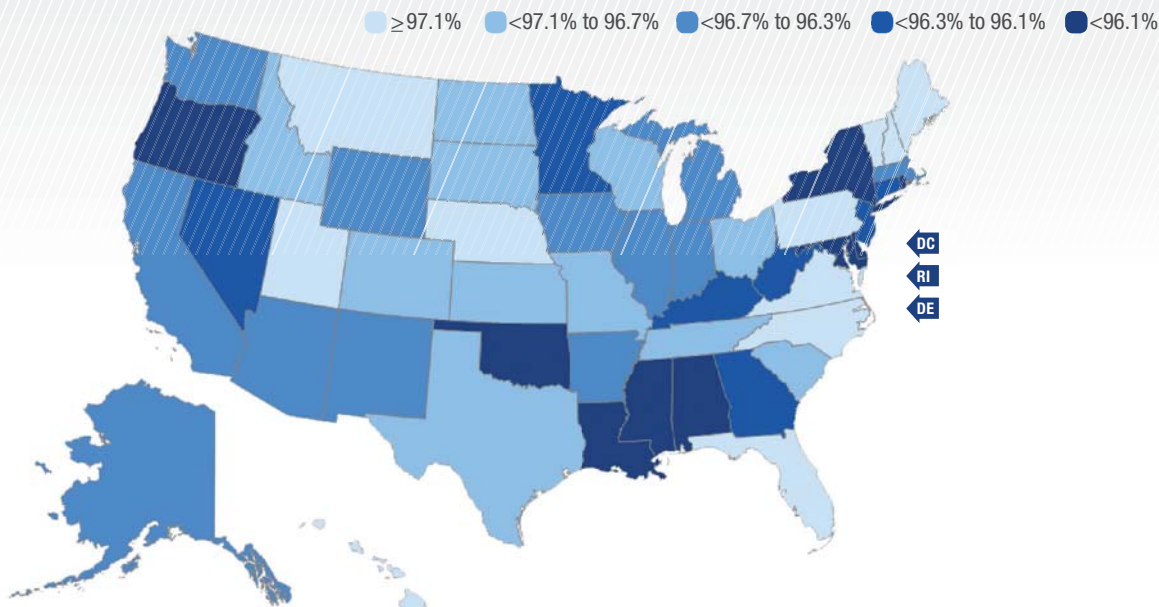 ≥97.1% <97.1% to 96.7% <96.7% to 96.3% <96.3% to 96.1% <96.1%
DC
RI
DE